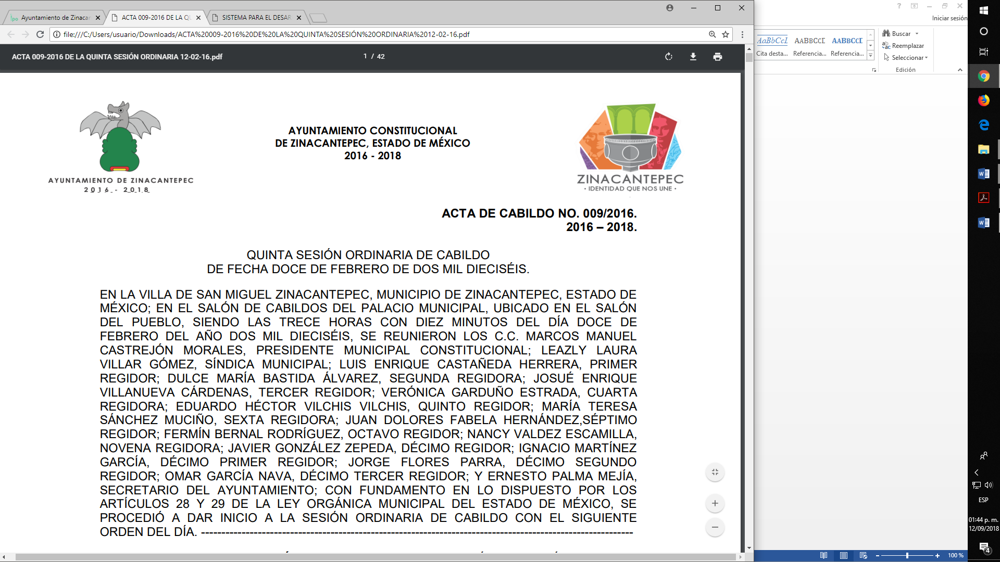 Ayuntamiento de Zinacan
ACTA 009-2016 DE LA QU
SISTEMA PARA EL DESAR
file:///C:/Users/usuario/Downloads/ACTA%20009-2016%20DE%20LA%20QUINTA%20SESIÓN%20ORDINARIA%2012-02-16.pdf
ACTA 009-2016 DE LA QUINTA SESIÓN ORDINARIA 12-02-16.pdf
1 / 42
AYUNTAMIENTO CONSTITUCIONAL
DE ZINACANTEPEC, ESTADO DE MÉXICO
2016 - 2018
AYUNTAMIENTO DE ZINACANTEPEC
2016 - 2018
ZINACANTEPEC
· IDENTIDAD QUE NOS UNE ·
ACTA DE CABILDO NO. 009/2016.
2016 – 2018.
QUINTA SESIÓN ORDINARIA DE CABILDO
DE FECHA DOCE DE FEBRERO DE DOS MIL DIECISÉIS.
EN LA VILLA DE SAN MIGUEL ZINACANTEPEC, MUNICIPIO DE ZINACANTEPEC, ESTADO DE
MÉXICO; EN EL SALÓN DE CABILDOS DEL PALACIO MUNICIPAL, UBICADO EN EL SALÓN
DEL PUEBLO, SIENDO LAS TRECE HORAS CON DIEZ MINUTOS DEL DÍA DOCE DE
FEBRERO DEL AÑO DOS MIL DIECISÉIS, SE REUNIERON LOS C.C. MARCOS MANUEL
CASTREJÓN MORALES, PRESIDENTE MUNICIPAL CONSTITUCIONAL; LEAZLY LAURA
VILLAR GÓMEZ, SÍNDICA MUNICIPAL; LUIS ENRIQUE CASTAÑEDA HERRERA, PRIMER
REGIDOR; DULCE MARÍA BASTIDA ÁLVAREZ, SEGUNDA REGIDORA; JOSUÉ ENRIQUE
VILLANUEVA CÁRDENAS, TERCER REGIDOR; VERÓNICA GARDUÑO ESTRADA, CUARTA
REGIDORA; EDUARDO HÉCTOR VILCHIS VILCHIS, QUINTO REGIDOR; MARÍA TERESA
SÁNCHEZ MUCIÑO, SEXTA REGIDORA; JUAN DOLORES FABELA HERNÁNDEZ,SÉPTIMO
REGIDOR; FERMÍN BERNAL RODRÍGUEZ, OCTAVO REGIDOR; NANCY VALDEZ ESCAMILLA,
NOVENA REGIDORA; JAVIER GONZÁLEZ ZEPEDA, DÉCIMO REGIDOR; IGNACIO MARTÍNEZ
GARCÍA, DÉCIMO PRIMER REGIDOR; JORGE FLORES PARRA, DÉCIMO SEGUNDO
REGIDOR; OMAR GARCÍA NAVA, DÉCIMO TERCER REGIDOR; Y ERNESTO PALMA MEJÍA,
SECRETARIO DEL AYUNTAMIENTO; CON FUNDAMENTO EN LO DISPUESTO POR LOS
ARTÍCULOS 28 Y 29 DE LA LEY ORGÁNICA MUNICIPAL DEL ESTADO DE MÉXICO, SE
PROCEDIÓ A DAR INICIO A LA SESIÓN ORDINARIA DE CABILDO CON EL SIGUIENTE
ORDEN DEL DÍA. ------------------------------------------------------------------------------------------------------------
Iniciar sesión
AaBbCcL AABBCCD AABBCCD
Cita desta... Referencia... Referencia...
Buscar
Reemplazar
Seleccionar
Edición
ESP
01:44 p. m.
12/09/2018
4
100 %